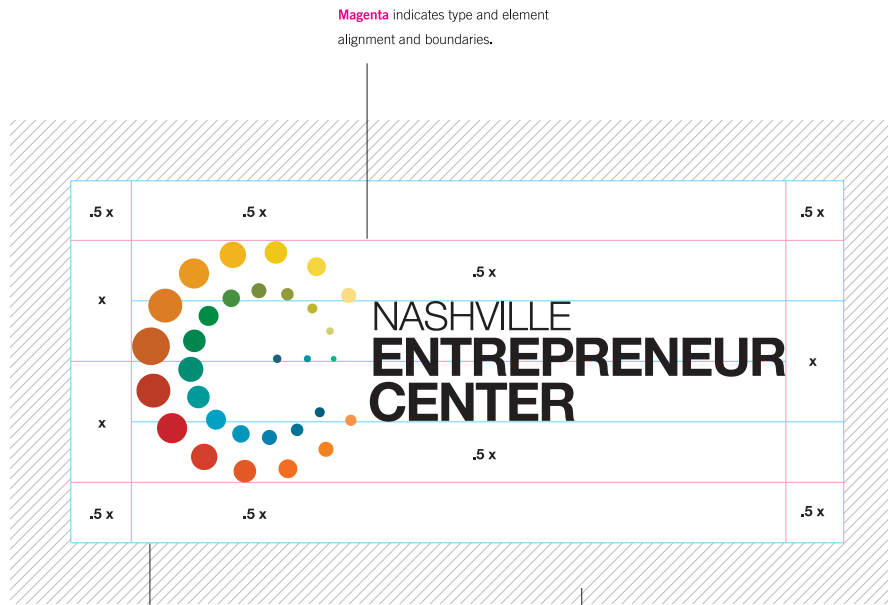 Magenta indicates type and element
alignment and boundaries.
.5 x .5 x .5 x
.5 x
x
NASHVILLE
ENTREPRENEUR
x
CENTER
x
.5 x
.5 x .5 x .5 x